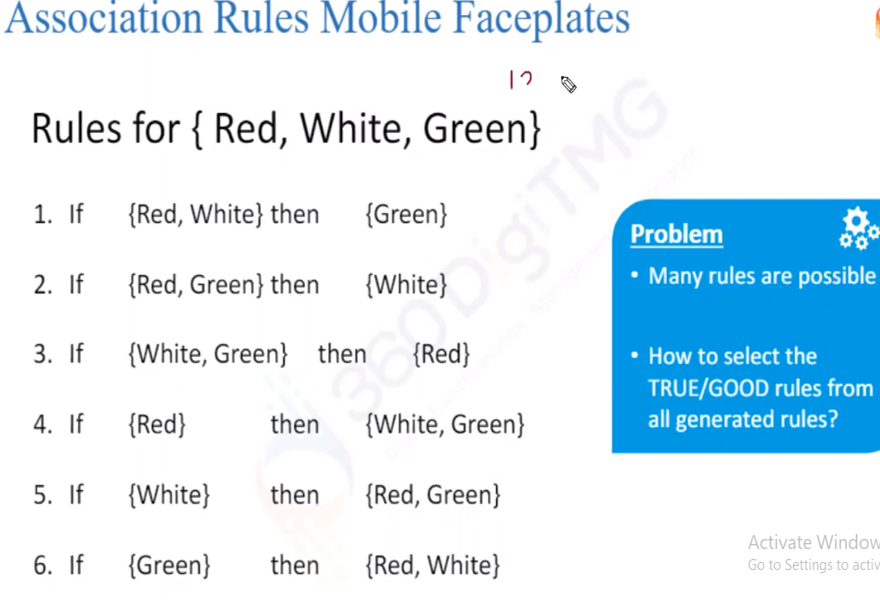 Association Rules Mobile Faceplates
12
Rules for { Red, White, Green}
1. If {Red, White} then {Green}
2. If {Red, Green} then {White}
3. If {White, Green} then {Red}
4. If {Red} then {White, Green}
5. If {White} then {Red, Green}
6. If {Green} then {Red, White}
Problem
• Many rules are possible
• How to select the
TRUE/GOOD rules from
all generated rules?
360DigiTMG
Activate Window
Go to Settings to activ